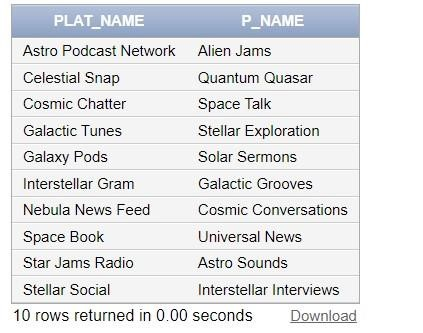 PLAT_NAME P_NAME
Astro Podcast Network Alien Jams
Celestial Snap Quantum Quasar
Cosmic Chatter Space Talk
Galactic Tunes Stellar Exploration
Galaxy Pods Solar Sermons
Interstellar Gram Galactic Grooves
Nebula News Feed Cosmic Conversations
Space Book Universal News
Star Jams Radio Astro Sounds
Stellar Social Interstellar Interviews
10 rows returned in 0.00 seconds Download